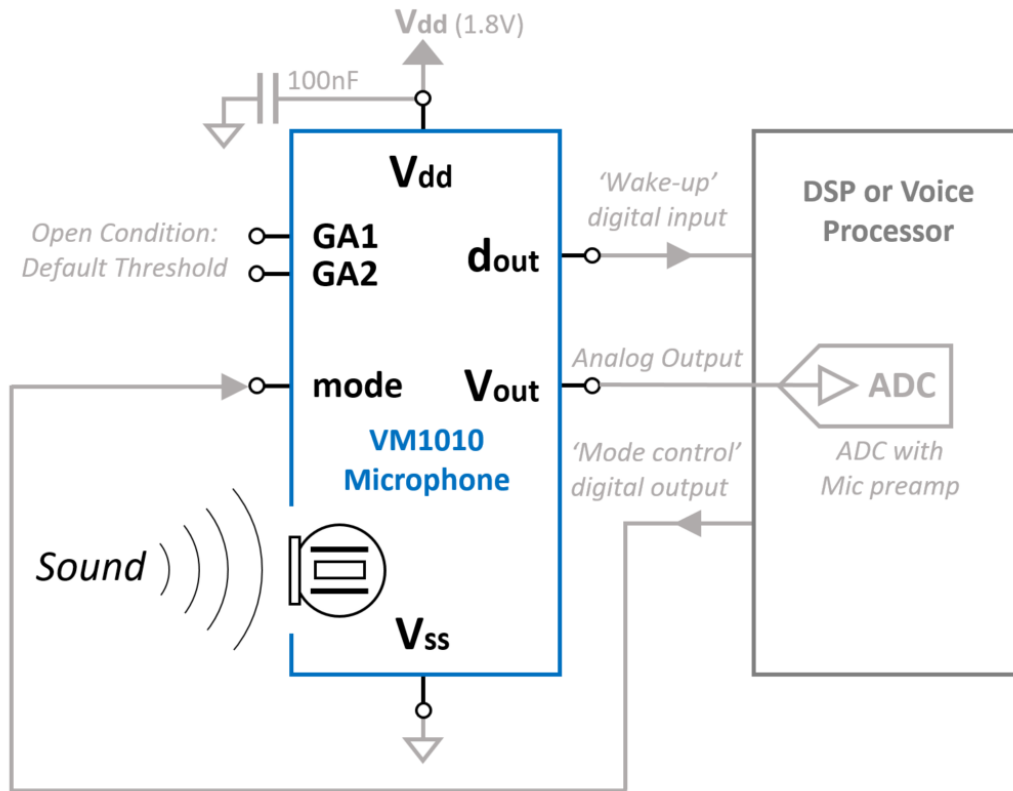 Vdd (1.8V)
100nF
Vdd
Open Condition:
Default Threshold
GA1
GA2
dout
'Wake-up'
digital input
DSP or Voice
Processor
mode
Vout
Analog Output
ADC
VM1010
Microphone
'Mode control'
digital output
ADC with
Mic preamp
Sound
Vss